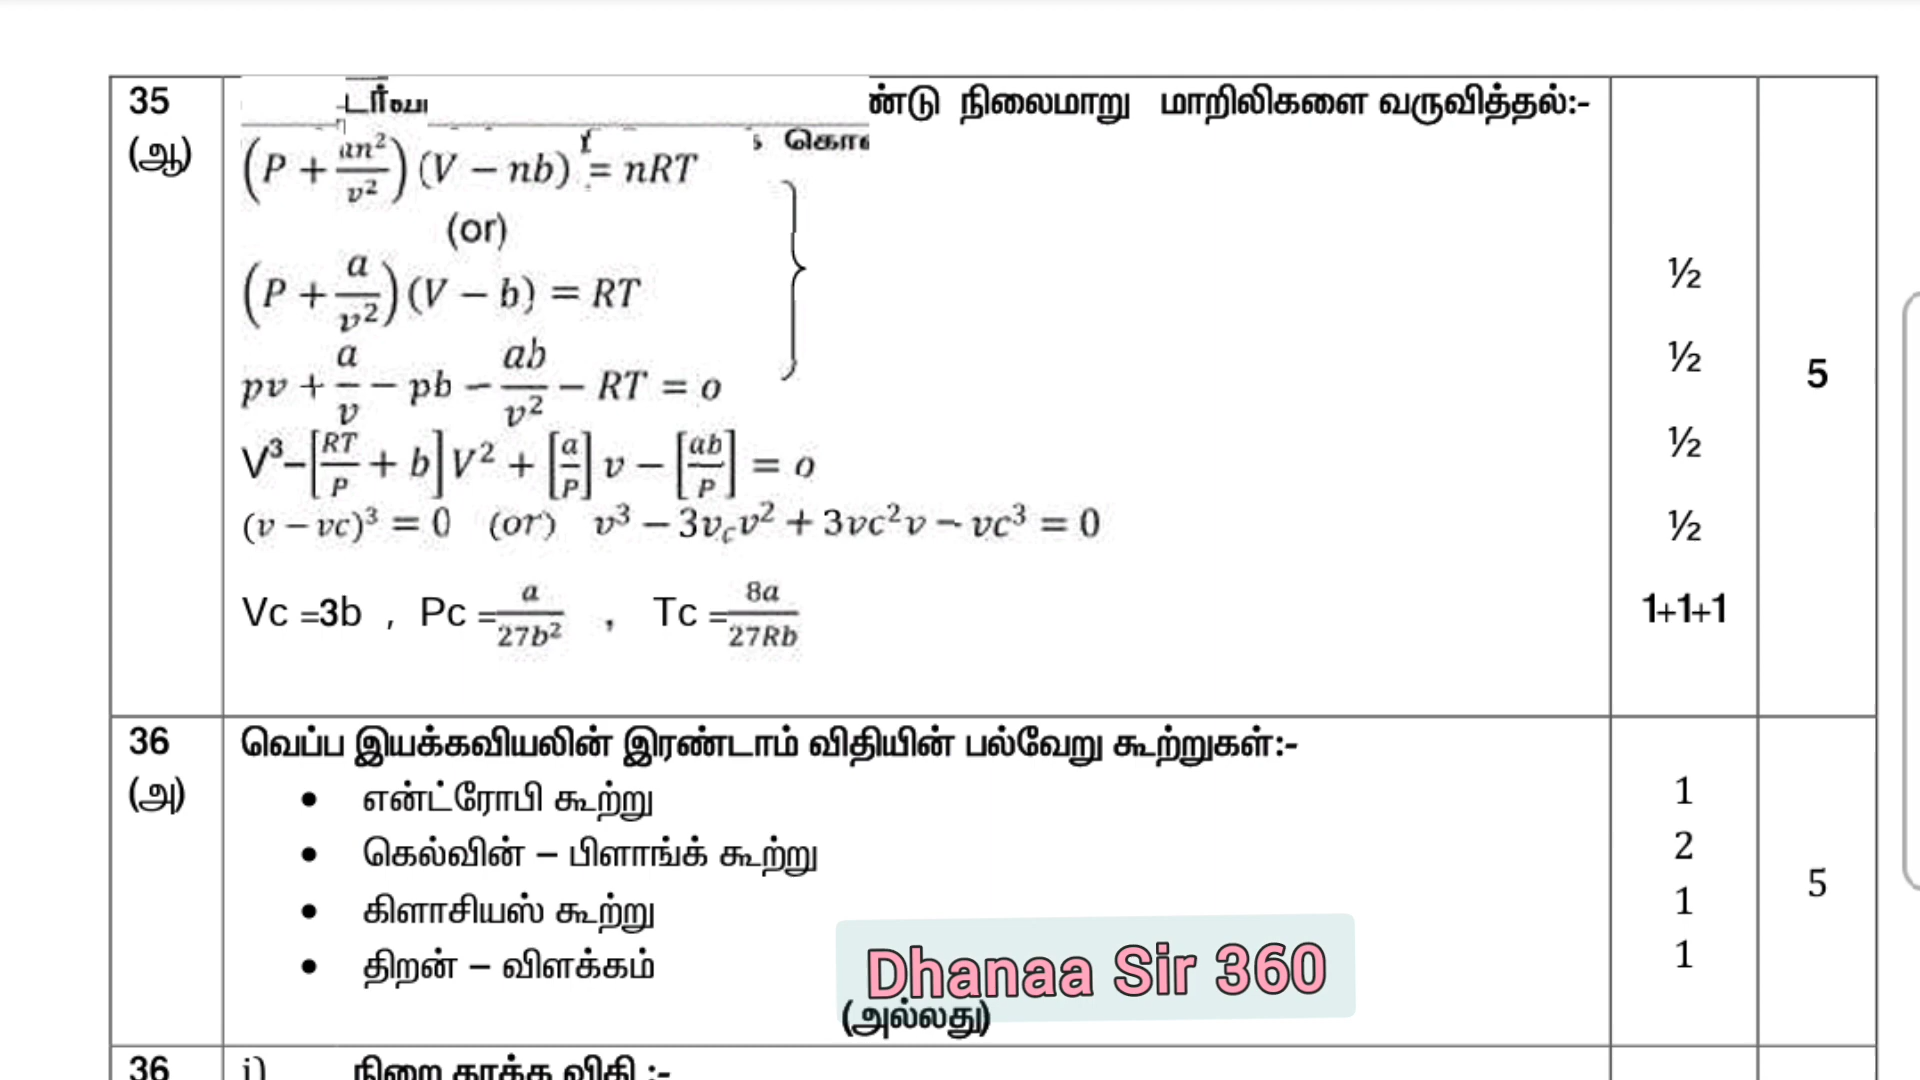 35 ண்டு நிலைமாறு மாறிலிகளை வருவித்தல்:-
(ஆ)
(P + an²/v²) (V − nb) = nRT
(or)
(P + a/v²) (V − b) = RT ½
pv + a/v − pb − ab/v² − RT = o ½ 5
V³−[RT/P + b] V² + [a/P] v − [ab/P] = o ½
(v − vc)³ = 0 (or) v³ − 3v꜀v² + 3vc²v − vc³ = 0 ½
Vc =3b , Pc = a/27b² , Tc = 8a/27Rb 1+1+1
36 வெப்ப இயக்கவியலின் இரண்டாம் விதியின் பல்வேறு கூற்றுகள்:-
(அ)
• என்ட்ரோபி கூற்று 1
• கெல்வின் – பிளாங்க் கூற்று 2
5
• கிளாசியஸ் கூற்று 1
• திறன் – விளக்கம் 1
Dhanaa Sir 360
(அல்லது)
36 i) நிறை தாக்க விதி :-